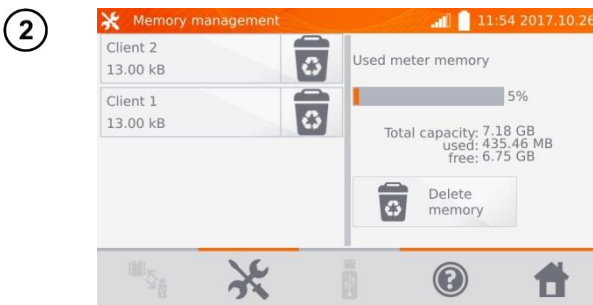 2
Memory management 11:54 2017.10.26
Client 2
13.00 kB
Client 1
13.00 kB
Used meter memory
5%
Total capacity: 7.18 GB
used: 435.46 MB
free: 6.75 GB
Delete
memory
?